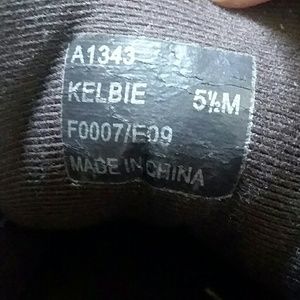 A1343
KELBIE 5½M
F0007/E09
MADE IN CHINA